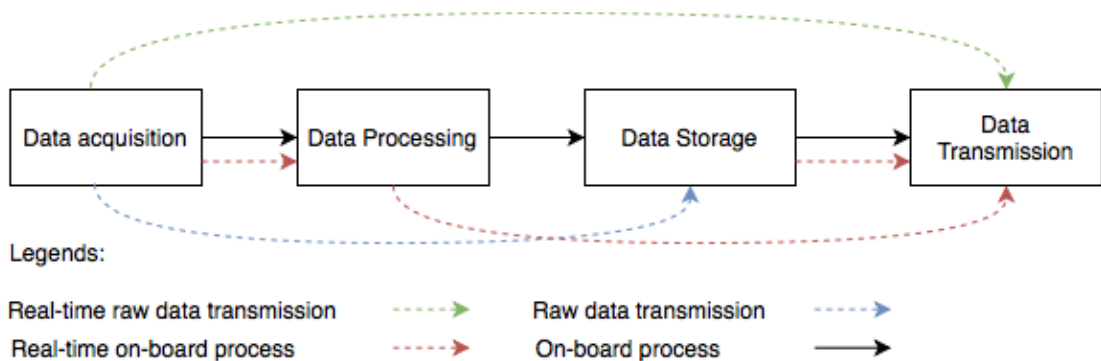 Data acquisition
Data Processing
Data Storage
Data
Transmission
Legends:
Real-time raw data transmission
Raw data transmission
Real-time on-board process
On-board process